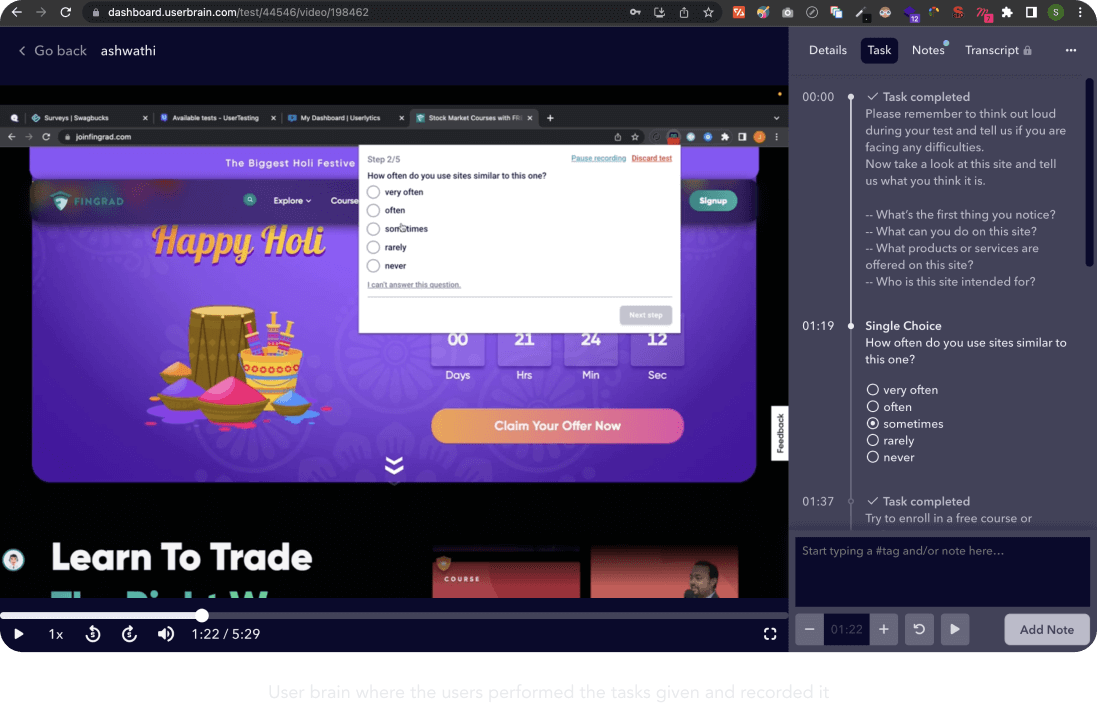 dashboard.userbrain.com/test/44546/video/198462
12
7
S
Go back
ashwathi
Surveys | Swagbucks
Available tests - UserTesting
My Dashboard | Userlytics
Stock Market Courses with FR
joinfingrad.com
J
The Biggest Holi Festive
FINGRAD
Explore
Course
Signup
Step 2/5
Pause recording
Discard test
How often do you use sites similar to this one?
very often
often
sometimes
rarely
never
I can't answer this question.
Next step
Happy Holi
00
21
24
12
Days
Hrs
Min
Sec
Claim Your Offer Now
Feedback
Learn To Trade
COURSE
1x
5
5
1:22 / 5:29
Details
Task
Notes
Transcript
00:00
Task completed
Please remember to think out loud
during your test and tell us if you are
facing any difficulties.
Now take a look at this site and tell
us what you think it is.
-- What's the first thing you notice?
-- What can you do on this site?
-- What products or services are
offered on this site?
-- Who is this site intended for?
01:19
Single Choice
How often do you use sites similar to
this one?
very often
often
sometimes
rarely
never
01:37
Task completed
Try to enroll in a free course or
Start typing a #tag and/or note here...
01:22
Add Note
User brain where the users performed the tasks given and recorded it